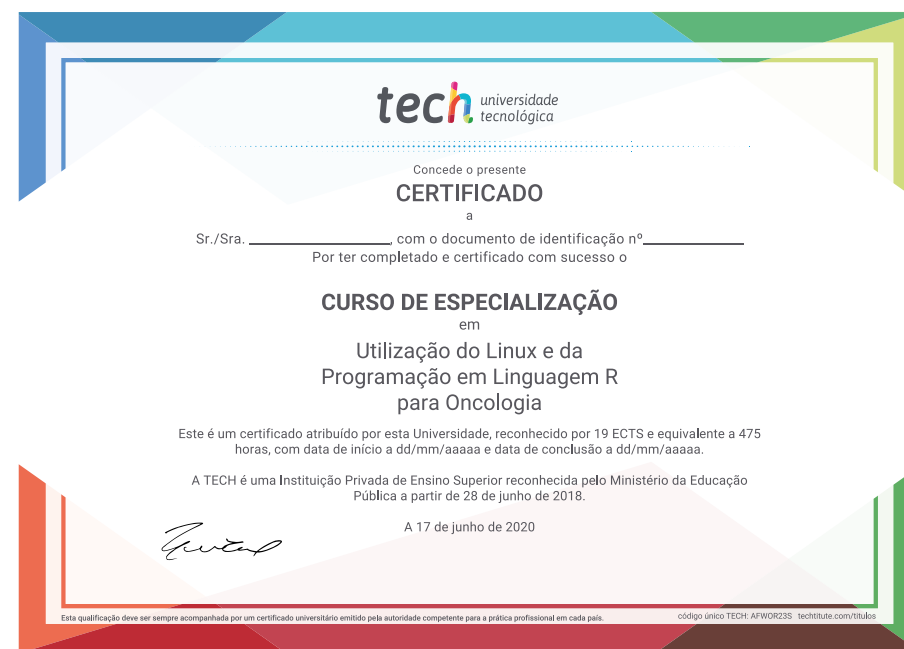 tech universidade
tecnológica
Concede o presente
CERTIFICADO
a
Sr./Sra. ________________, com o documento de identificação nº____________
Por ter completado e certificado com sucesso o
CURSO DE ESPECIALIZAÇÃO
em
Utilização do Linux e da
Programação em Linguagem R
para Oncologia
Este é um certificado atribuído por esta Universidade, reconhecido por 19 ECTS e equivalente a 475
horas, com data de início a dd/mm/aaaaa e data de conclusão a dd/mm/aaaaa.
A TECH é uma Instituição Privada de Ensino Superior reconhecida pelo Ministério da Educação
Pública a partir de 28 de junho de 2018.
A 17 de junho de 2020
Esta qualificação deve ser sempre acompanhada por um certificado universitário emitido pela autoridade competente para a prática profissional em cada país.
código único TECH: AFWOR23S techtitute.com/titulos